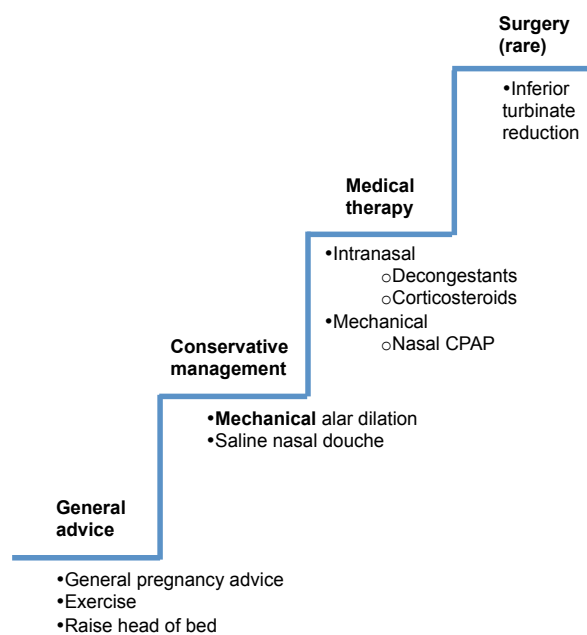 Surgery
(rare)
•Inferior
turbinate
reduction
Medical
therapy
•Intranasal
oDecongestants
oCorticosteroids
•Mechanical
oNasal CPAP
Conservative
management
•Mechanical alar dilation
•Saline nasal douche
General
advice
•General pregnancy advice
•Exercise
•Raise head of bed